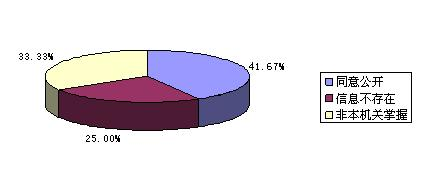 33.33%
41.67%
25.00%
同意公开
信息不存在
非本机关掌握